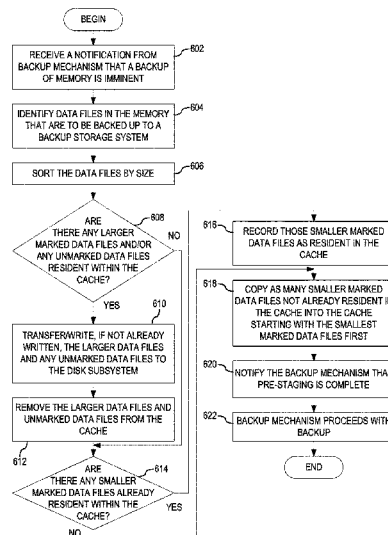 BEGIN
602
RECEIVE A NOTIFICATION FROM
BACKUP MECHANISM THAT A BACKUP
OF MEMORY IS IMMINENT
604
IDENTIFY DATA FILES IN THE MEMORY
THAT ARE TO BE BACKED UP TO A
BACKUP STORAGE SYSTEM
606
SORT THE DATA FILES BY SIZE
608
ARE
THERE ANY LARGER
MARKED DATA FILES AND/OR
ANY UNMARKED DATA FILES
RESIDENT WITHIN THE
CACHE?
NO
YES
610
TRANSFER/WRITE, IF NOT ALREADY
WRITTEN, THE LARGER DATA FILES
AND ANY UNMARKED DATA FILES TO
THE DISK SUBSYSTEM
REMOVE THE LARGER DATA FILES AND
UNMARKED DATA FILES FROM THE
CACHE
612
614
ARE
THERE ANY SMALLER
MARKED DATA FILES ALREADY
RESIDENT WITHIN THE
CACHE?
YES
NO
616
RECORD THOSE SMALLER MARKED
DATA FILES AS RESIDENT IN THE
CACHE
618
COPY AS MANY SMALLER MARKED
DATA FILES NOT ALREADY RESIDENT I
THE CACHE INTO THE CACHE
STARTING WITH THE SMALLEST
MARKED DATA FILES FIRST
620
NOTIFY THE BACKUP MECHANISM THA
PRE-STAGING IS COMPLETE
622
BACKUP MECHANISM PROCEEDS WITH
BACKUP
END